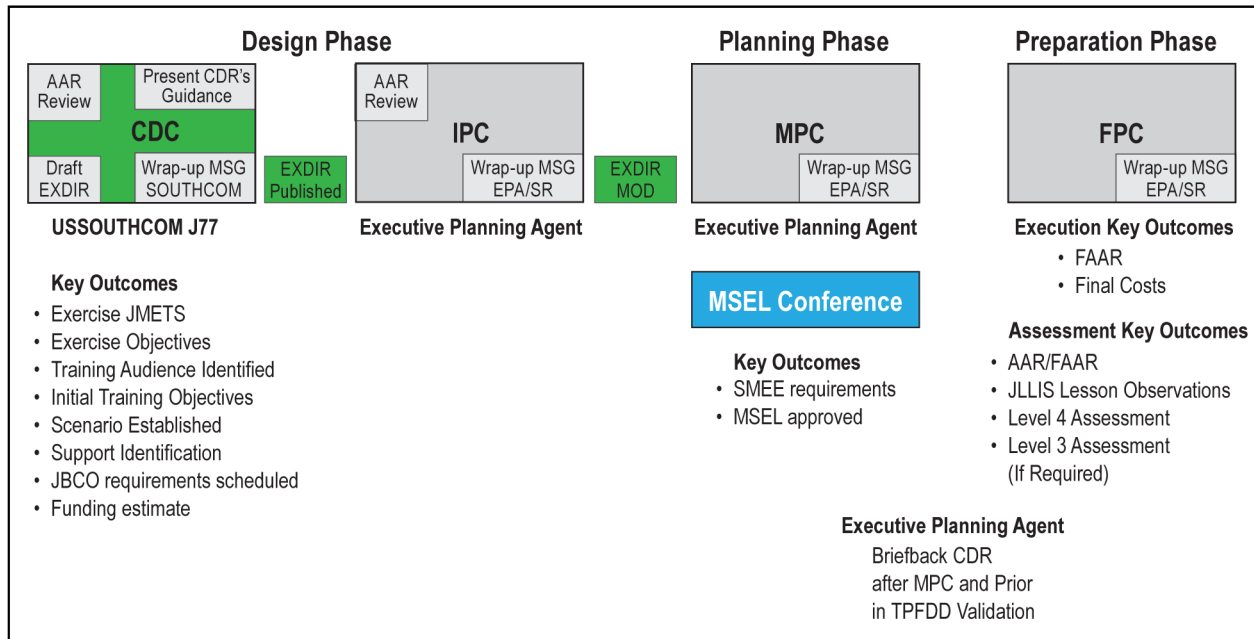 Design Phase
Planning Phase
Preparation Phase
AAR
Review
Present CDR's
Guidance
CDC
Draft
EXDIR
Wrap-up MSG
SOUTHCOM
EXDIR
Published
AAR
Review
IPC
Wrap-up MSG
EPA/SR
EXDIR
MOD
MPC
Wrap-up MSG
EPA/SR
FPC
Wrap-up MSG
EPA/SR
USSOUTHCOM J77
Executive Planning Agent
Executive Planning Agent
Key Outcomes
• Exercise JMETS
• Exercise Objectives
• Training Audience Identified
• Initial Training Objectives
• Scenario Established
• Support Identification
• JBCO requirements scheduled
• Funding estimate
MSEL Conference
Key Outcomes
• SMEE requirements
• MSEL approved
Execution Key Outcomes
• FAAR
• Final Costs
Assessment Key Outcomes
• AAR/FAAR
• JLLIS Lesson Observations
• Level 4 Assessment
• Level 3 Assessment
(If Required)
Executive Planning Agent
Briefback CDR
after MPC and Prior
in TPFDD Validation